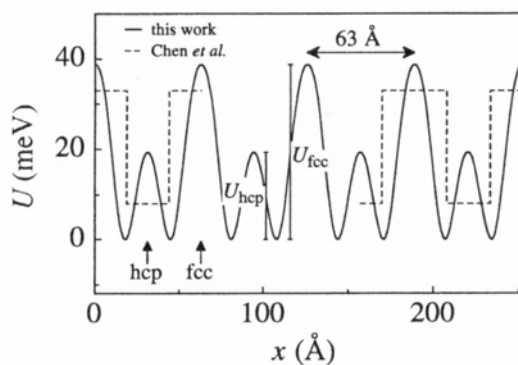 this work
Chen et al.
63 Å
40
20
0
U (meV)
U_hcp
U_fcc
hcp
fcc
0
100
200
x (Å)